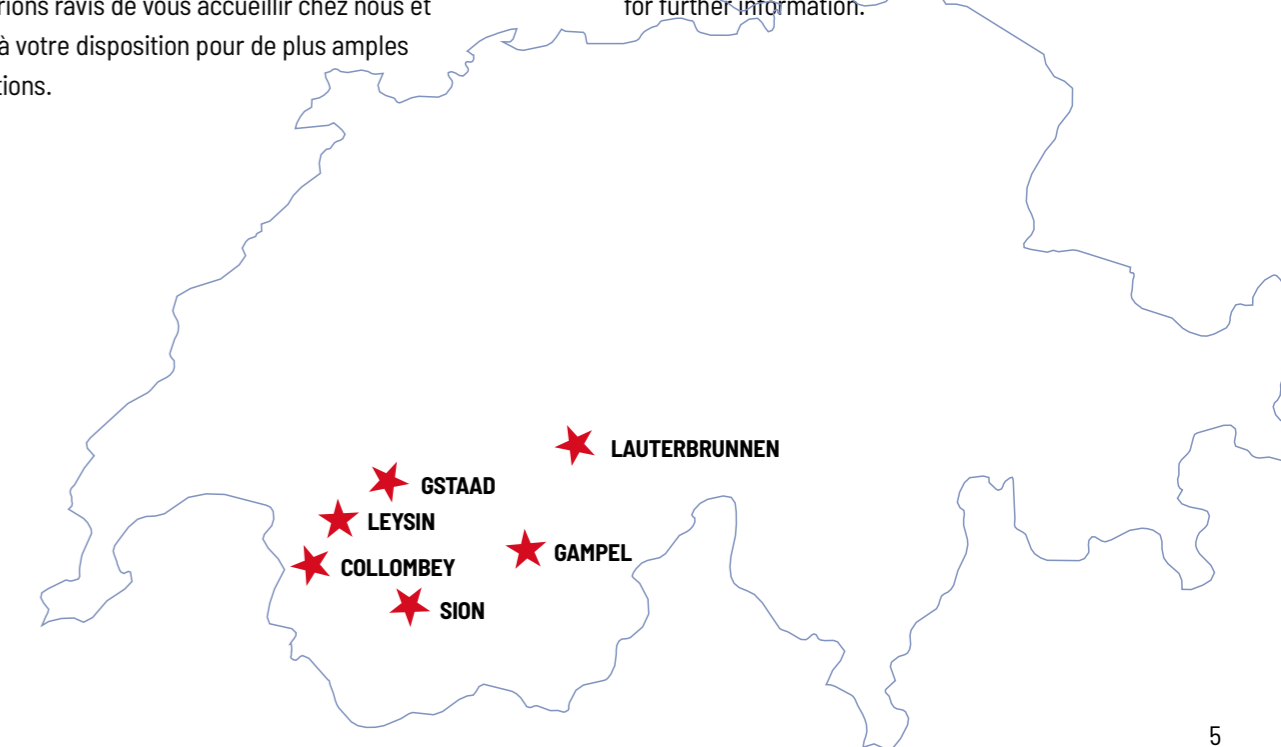 rions ravis de vous accueillir chez nous et
à votre disposition pour de plus amples
tions.
for further information.
LAUTERBRUNNEN
GSTAAD
LEYSIN
GAMPEL
COLLOMBEY
SION
5